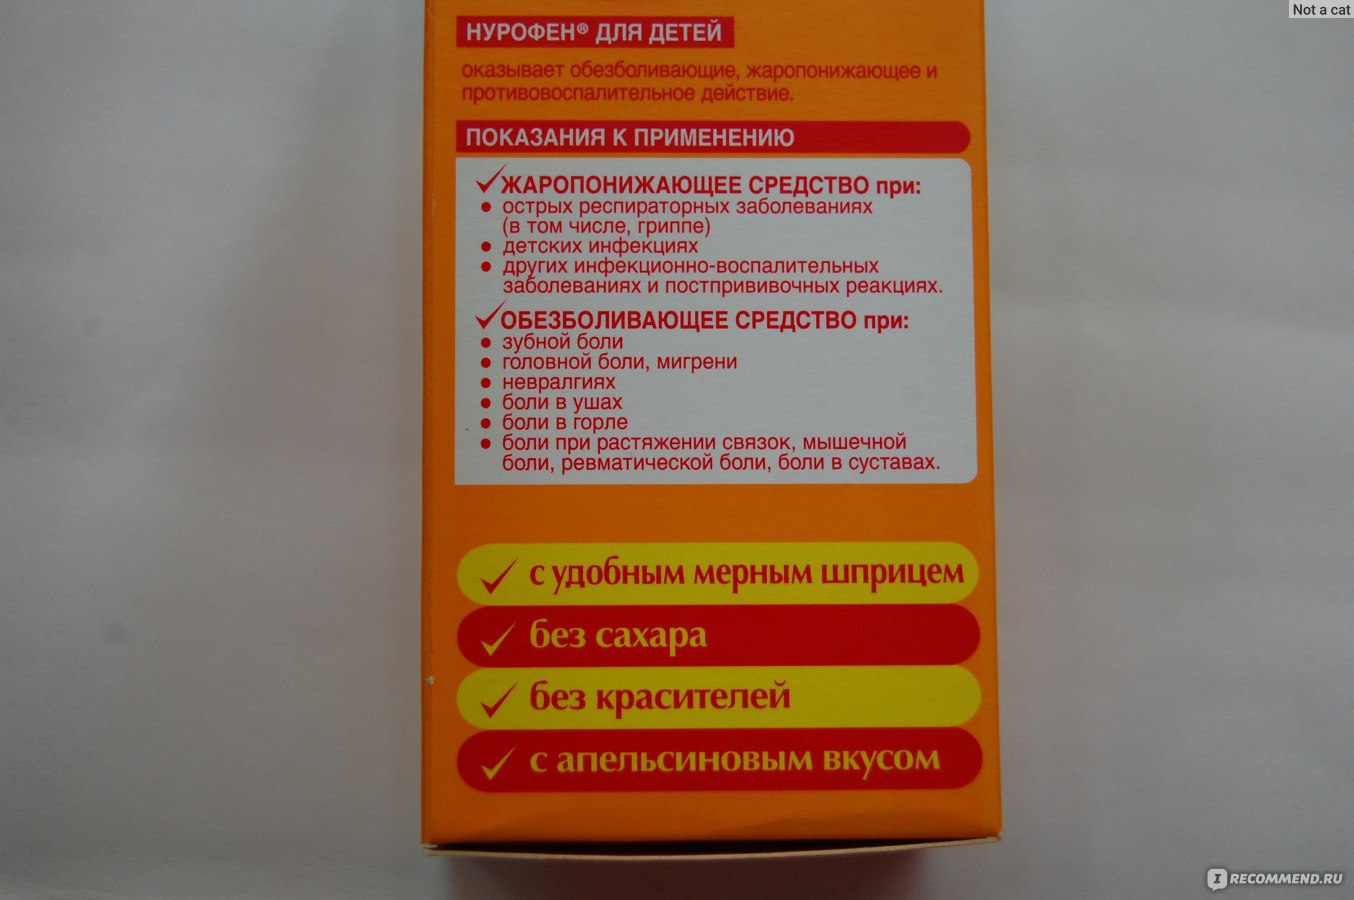 Not a cat
НУРОФЕН® ДЛЯ ДЕТЕЙ
оказывает обезболивающие, жаропонижающее и
противовоспалительное действие.
ПОКАЗАНИЯ К ПРИМЕНЕНИЮ
ЖАРОПОНИЖАЮЩЕЕ СРЕДСТВО при:
• острых респираторных заболеваниях
(в том числе, гриппе)
• детских инфекциях
• других инфекционно-воспалительных
заболеваниях и постпрививочных реакциях.
ОБЕЗБОЛИВАЮЩЕЕ СРЕДСТВО при:
• зубной боли
• головной боли, мигрени
• невралгиях
• боли в ушах
• боли в горле
• боли при растяжении связок, мышечной
боли, ревматической боли, боли в суставах.
с удобным мерным шприцем
без сахара
без красителей
с апельсиновым вкусом
IRECOMMEND.RU